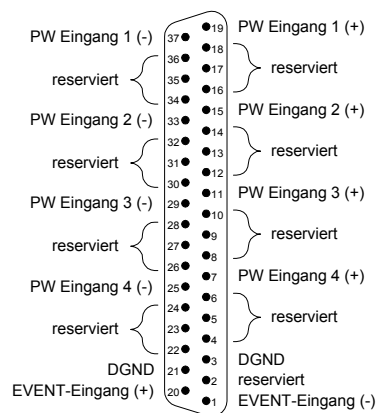 19
PW Eingang 1 (+)
PW Eingang 1 (-)
37
18
36
17
reserviert
reserviert
35
16
34
15
PW Eingang 2 (+)
PW Eingang 2 (-)
33
14
32
13
reserviert
reserviert
31
12
30
11
PW Eingang 3 (+)
PW Eingang 3 (-)
29
10
28
9
reserviert
reserviert
27
8
26
7
PW Eingang 4 (+)
PW Eingang 4 (-)
25
6
24
5
reserviert
reserviert
23
4
22
3
DGND
DGND
21
2
reserviert
EVENT-Eingang (+)
20
1
EVENT-Eingang (-)